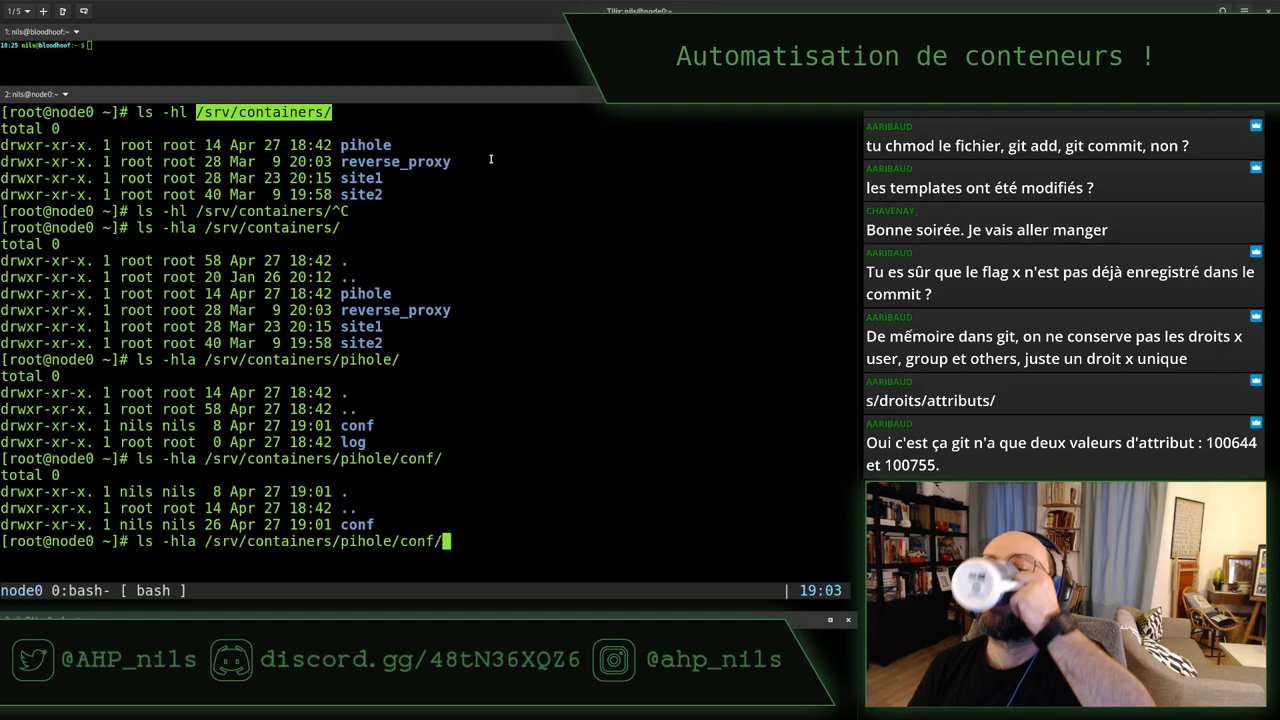 1/5
Tilix: nils@node0:~
1: nils@bloodhoof:~
18:25 nils@bloodhoof:~ $
Automatisation de conteneurs !
2: nils@node0:~
[root@node0 ~]# ls -hl /srv/containers/
total 0
drwxr-xr-x. 1 root root 14 Apr 27 18:42 pihole
drwxr-xr-x. 1 root root 28 Mar  9 20:03 reverse_proxy
drwxr-xr-x. 1 root root 28 Mar 23 20:15 site1
drwxr-xr-x. 1 root root 40 Mar  9 19:58 site2
[root@node0 ~]# ls -hl /srv/containers/^C
[root@node0 ~]# ls -hla /srv/containers/
total 0
drwxr-xr-x. 1 root root 58 Apr 27 18:42 .
drwxr-xr-x. 1 root root 20 Jan 26 20:12 ..
drwxr-xr-x. 1 root root 14 Apr 27 18:42 pihole
drwxr-xr-x. 1 root root 28 Mar  9 20:03 reverse_proxy
drwxr-xr-x. 1 root root 28 Mar 23 20:15 site1
drwxr-xr-x. 1 root root 40 Mar  9 19:58 site2
[root@node0 ~]# ls -hla /srv/containers/pihole/
total 0
drwxr-xr-x. 1 root root 14 Apr 27 18:42 .
drwxr-xr-x. 1 root root 58 Apr 27 18:42 ..
drwxr-xr-x. 1 nils nils  8 Apr 27 19:01 conf
drwxr-xr-x. 1 root root  0 Apr 27 18:42 log
[root@node0 ~]# ls -hla /srv/containers/pihole/conf/
total 0
drwxr-xr-x. 1 nils nils  8 Apr 27 19:01 .
drwxr-xr-x. 1 root root 14 Apr 27 18:42 ..
drwxr-xr-x. 1 nils nils 26 Apr 27 19:01 conf
[root@node0 ~]# ls -hla /srv/containers/pihole/conf/
node0 0:bash- [ bash ] | 19:03
AARIBAUD
tu chmod le fichier, git add, git commit, non ?
AARIBAUD
les templates ont été modifiés ?
CHAVENAY_
Bonne soirée. Je vais aller manger
AARIBAUD
Tu es sûr que le flag x n'est pas déjà enregistré dans le
commit ?
AARIBAUD
De mémoire dans git, on ne conserve pas les droits x
user, group et others, juste un droit x unique
AARIBAUD
s/droits/attributs/
AARIBAUD
Oui c'est ça git n'a que deux valeurs d'attribut : 100644
et 100755.
@AHP_nils
discord.gg/48tN36XQZ6
@ahp_nils